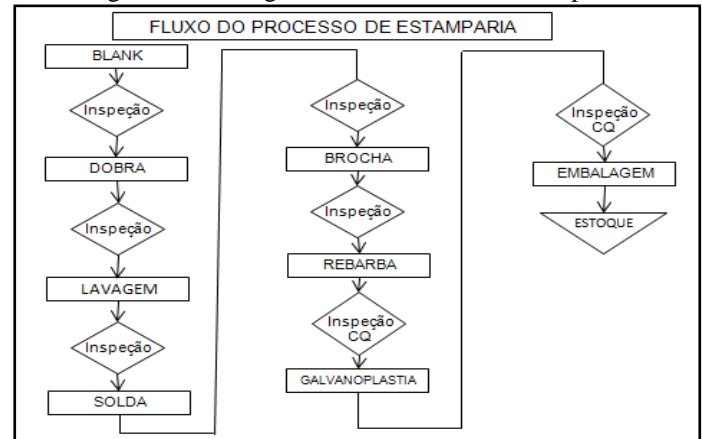 FLUXO DO PROCESSO DE ESTAMPARIA
BLANK
Inspeção
DOBRA
Inspeção
LAVAGEM
Inspeção
SOLDA
Inspeção
BROCHA
Inspeção
REBARBA
Inspeção
CQ
GALVANOPLASTIA
Inspeção
CQ
EMBALAGEM
ESTOQUE